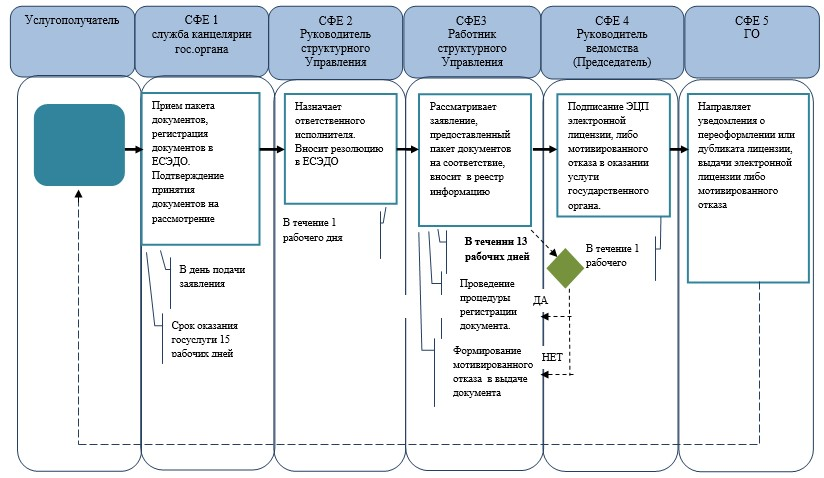 Услугополучатель
СФЕ 1
служба канцелярии
гос.органа
СФЕ 2
Руководитель
структурного
Управления
СФЕ3
Работник
структурного
Управления
СФЕ 4
Руководитель
ведомства
(Председатель)
СФЕ 5
ГО
Прием пакета
документов,
регистрация
документов в
ЕСЭДО.
Подтверждение
принятия
документов на
рассмотрение
Назначает
ответственного
исполнителя.
Вносит резолюцию
в ЕСЭДО
Рассматривает
заявление,
предоставленный
пакет документов
на соответствие,
вносит в реестр
информацию
Подписание ЭЦП
электронной
лицензии, либо
мотивированного
отказа в оказании
услуги
государственного
органа.
Направляет
уведомления о
переоформлении или
дубликата лицензии,
выдачи электронной
лицензии либо
мотивированного
отказа
В течение 1
рабочего дня
В течении 13
рабочих дней
В течение 1
рабочего
В день подачи
заявления
Срок оказания
госуслуги 15
рабочих дней
Проведение
процедуры
регистрации
документа.
ДА
Формирование
мотивированного
отказа в выдаче
документа
НЕТ